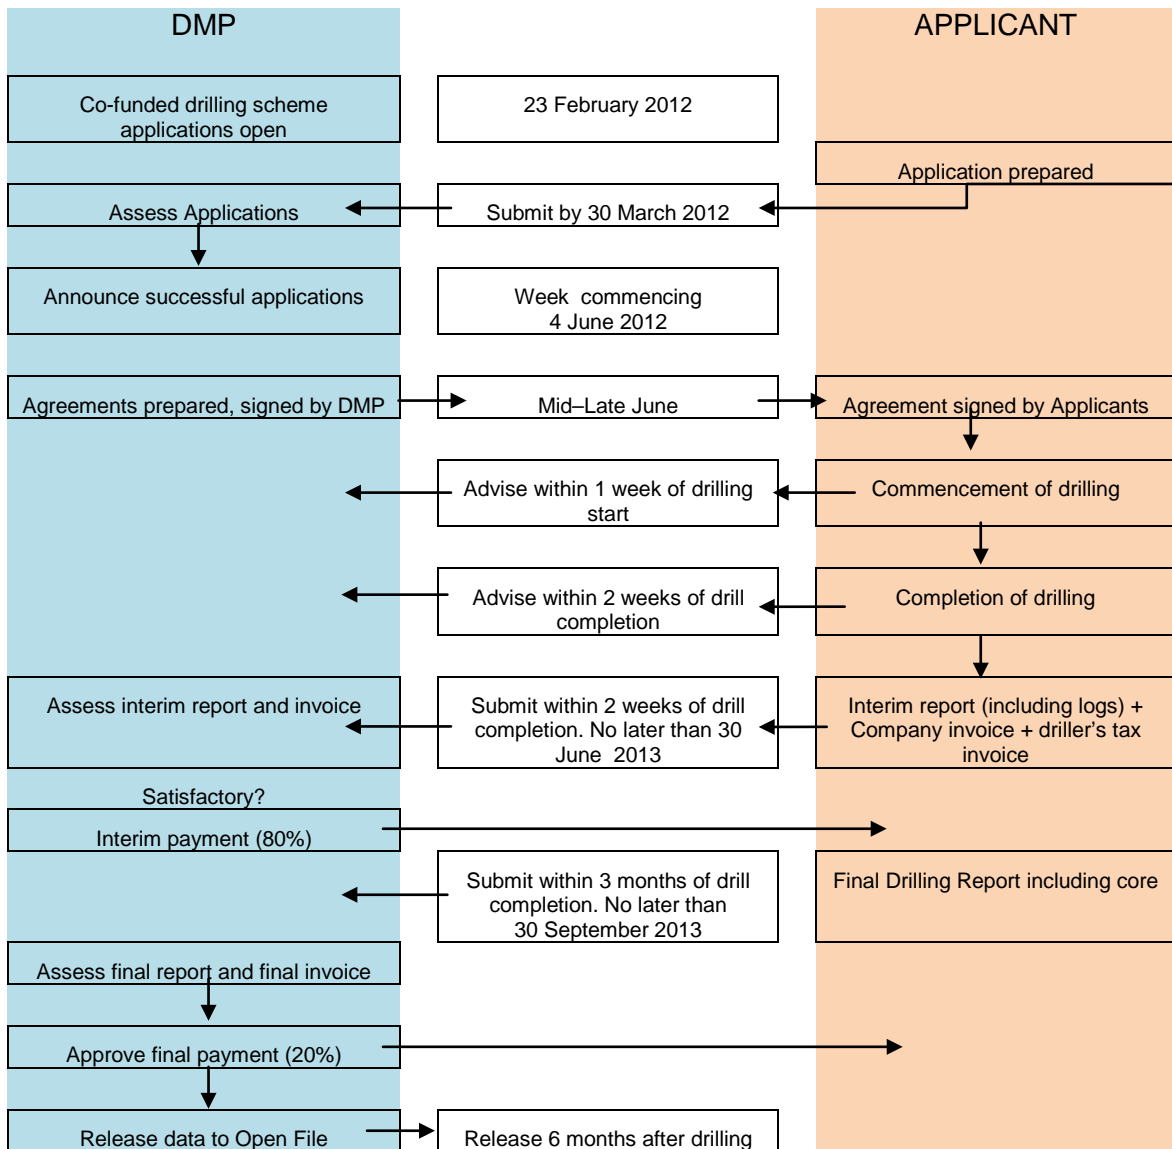 DMP
APPLICANT
Co-funded drilling scheme
applications open
23 February 2012
Application prepared
Assess Applications
Submit by 30 March 2012
Announce successful applications
Week commencing
4 June 2012
Agreements prepared, signed by DMP
Mid–Late June
Agreement signed by Applicants
Advise within 1 week of drilling
start
Commencement of drilling
Advise within 2 weeks of drill
completion
Completion of drilling
Assess interim report and invoice
Submit within 2 weeks of drill
completion. No later than 30
June 2013
Interim report (including logs) +
Company invoice + driller's tax
invoice
Satisfactory?
Interim payment (80%)
Submit within 3 months of drill
completion. No later than
30 September 2013
Final Drilling Report including core
Assess final report and final invoice
Approve final payment (20%)
Release data to Open File
Release 6 months after drilling